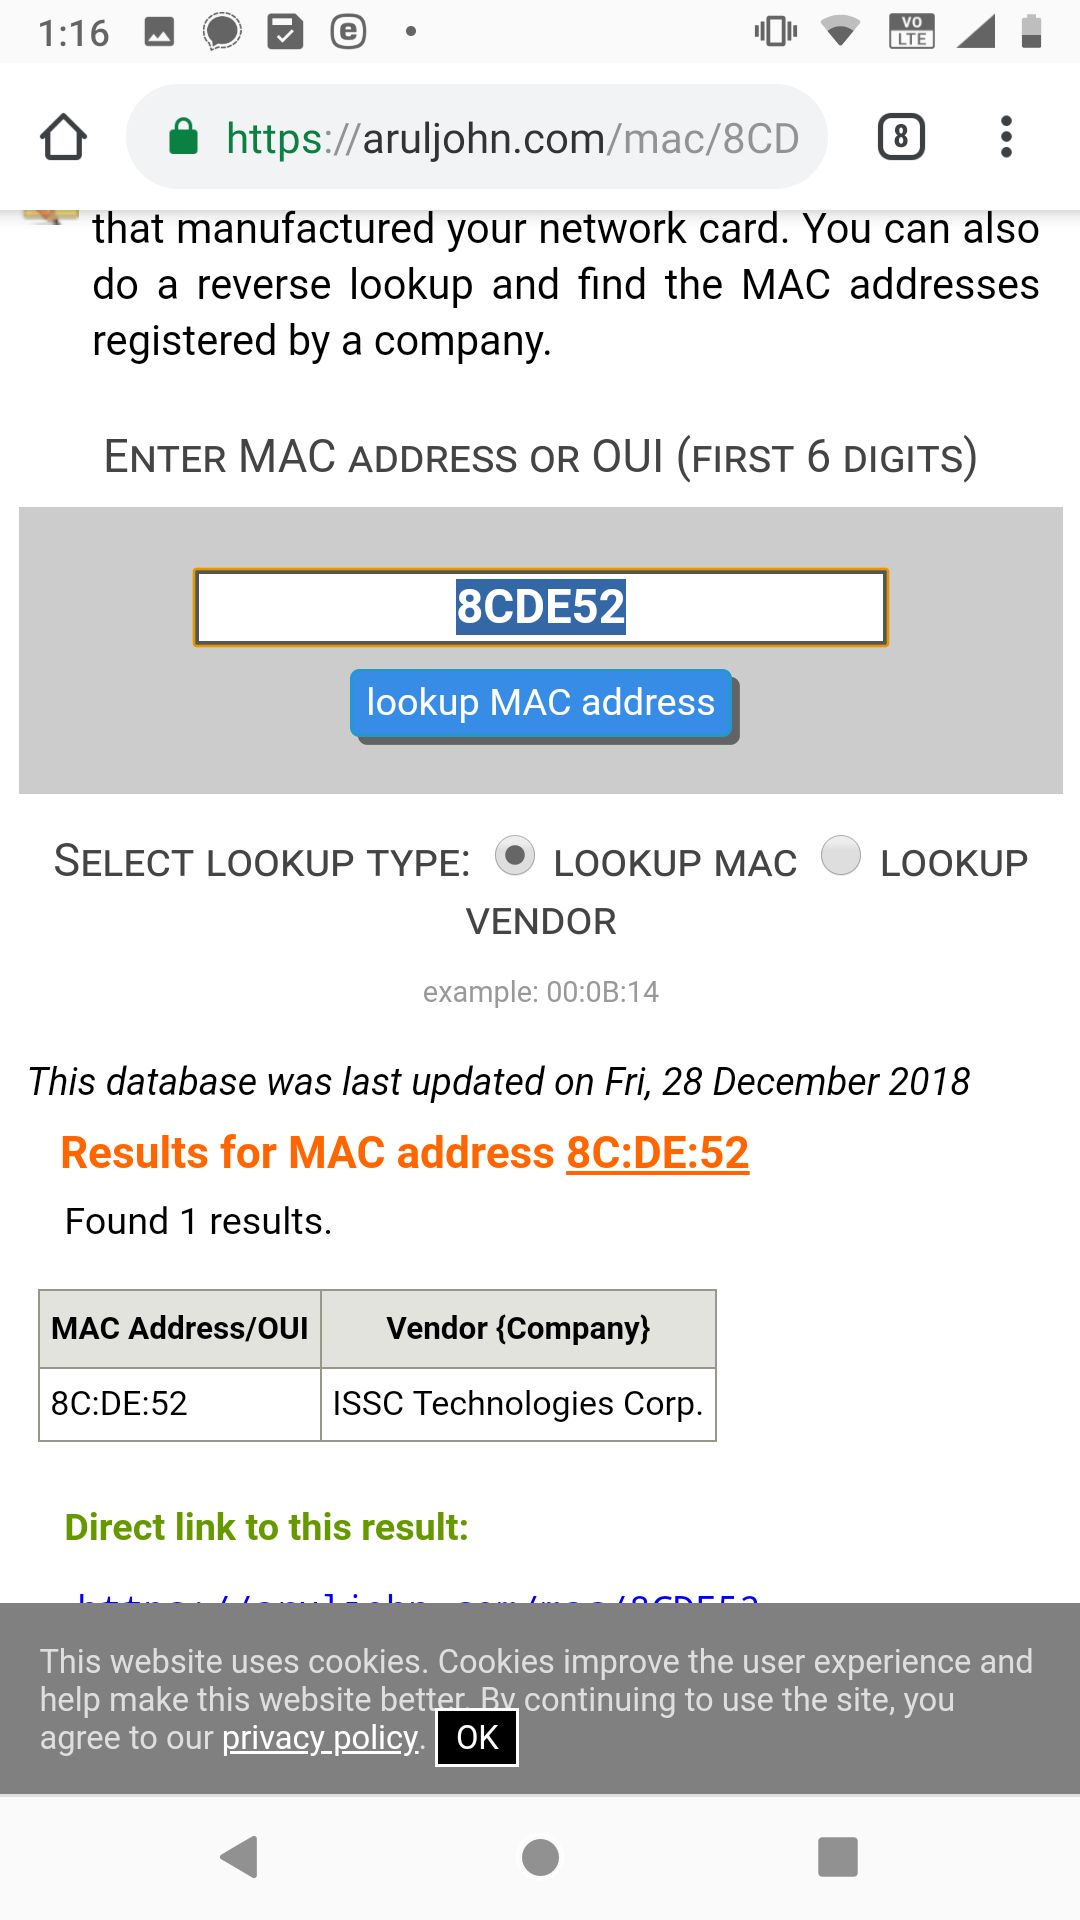 1:16
VO
LTE
https://aruljohn.com/mac/8CD
8
that manufactured your network card. You can also
do a reverse lookup and find the MAC addresses
registered by a company.
ENTER MAC ADDRESS OR OUI (FIRST 6 DIGITS)
8CDE52
lookup MAC address
SELECT LOOKUP TYPE: LOOKUP MAC LOOKUP
VENDOR
example: 00:0B:14
This database was last updated on Fri, 28 December 2018
Results for MAC address 8C:DE:52
Found 1 results.
MAC Address/OUI Vendor {Company}
8C:DE:52 ISSC Technologies Corp.
Direct link to this result:
https://aruljohn.com/mac/8CDE52
This website uses cookies. Cookies improve the user experience and
help make this website better. By continuing to use the site, you
agree to our privacy policy. OK